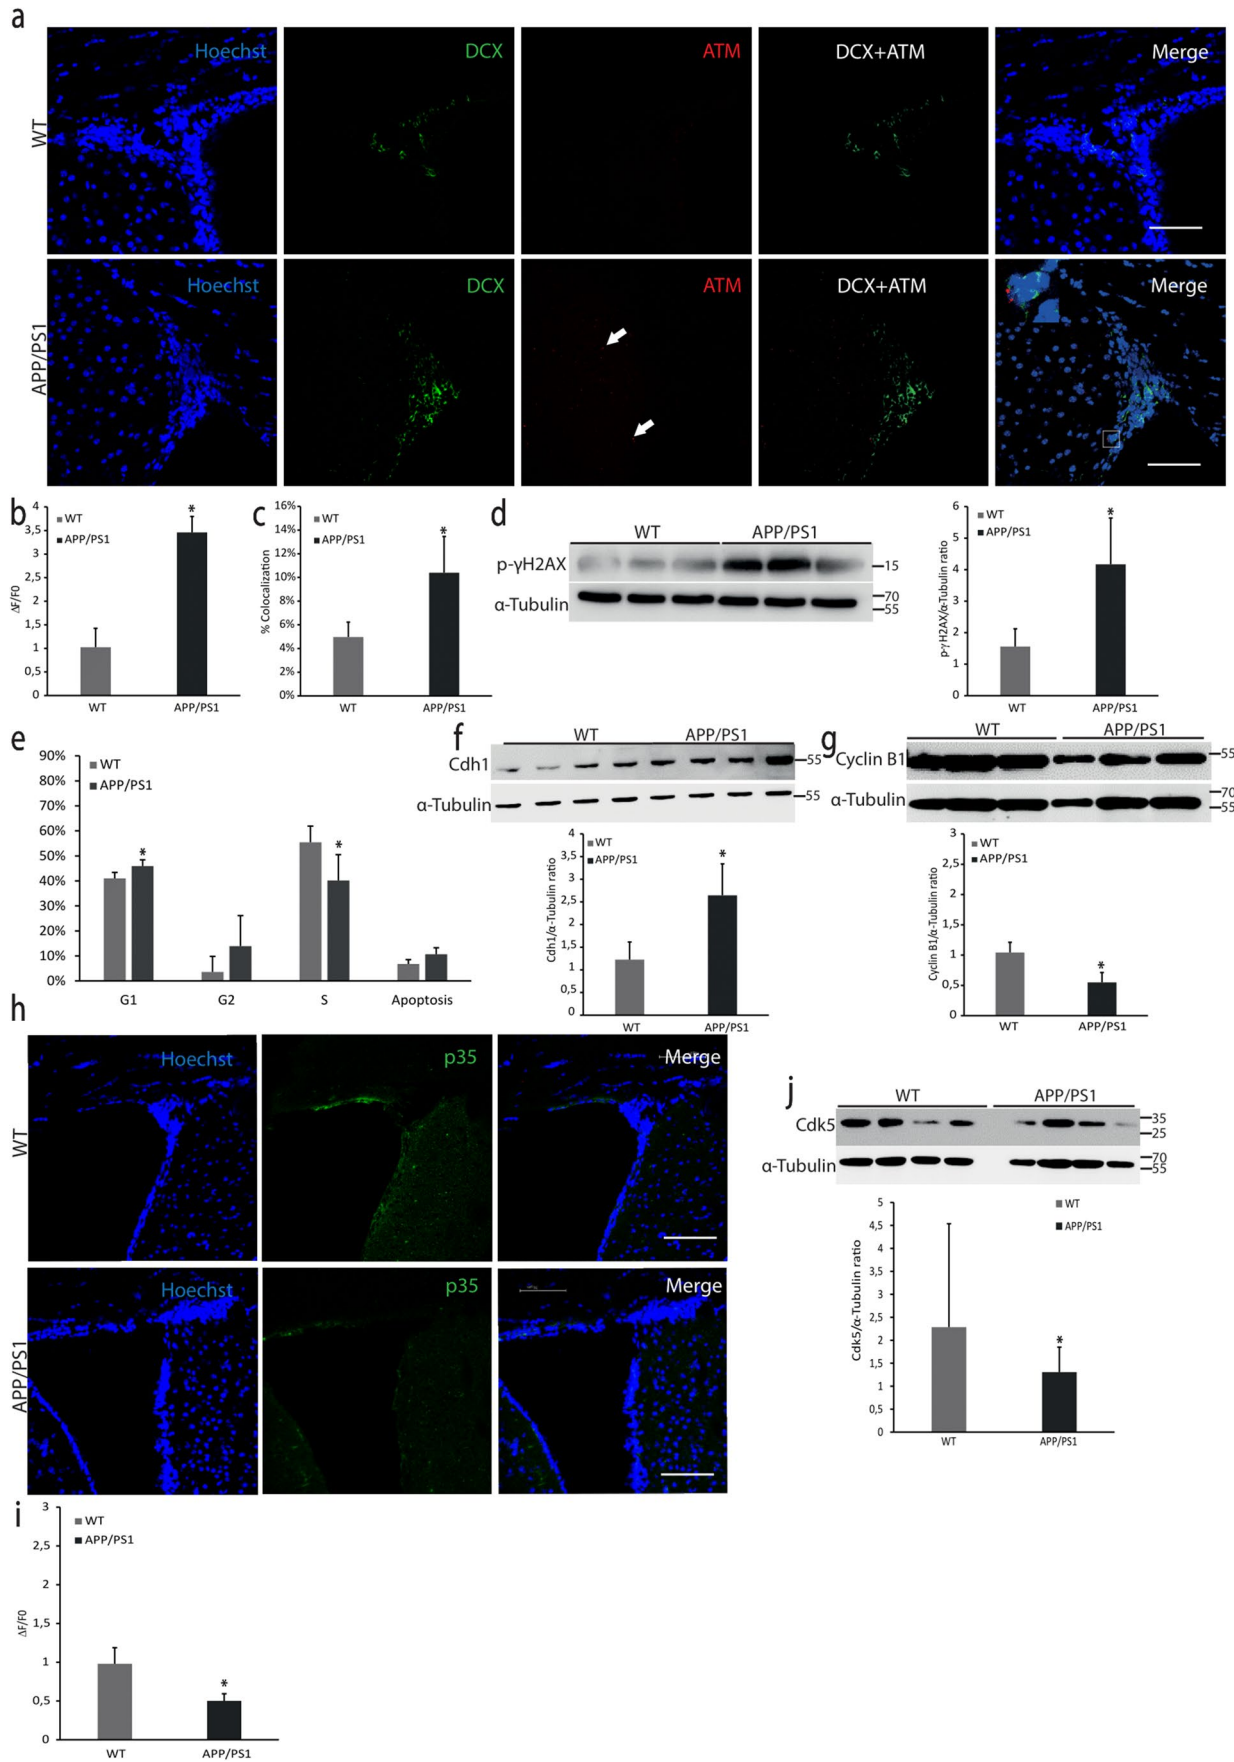 a
Hoechst DCX ATM DCX+ATM Merge
WT
Hoechst DCX ATM DCX+ATM Merge
APP/PS1
b
4
3,5
3
2,5
2
1,5
1
0,5
0
ΔF/F0
WT
APP/PS1
WT APP/PS1
c
16%
14%
12%
10%
8%
6%
4%
2%
0%
% Colocalization
WT
APP/PS1
WT APP/PS1
d
WT APP/PS1
p-γH2AX 15
α-Tubulin 70
55
6
5
4
3
2
1
0
p-γH2AX/α-Tubulin ratio
WT
APP/PS1
WT APP/PS1
e
90%
80%
70%
60%
50%
40%
30%
20%
10%
0%
WT
APP/PS1
G1 G2 S Apoptosis
f
WT APP/PS1
Cdh1 55
α-Tubulin 55
4
3,5
3
2,5
2
1,5
1
0,5
0
Cdh1/α-Tubulin ratio
WT
APP/PS1
WT APP/PS1
g
WT APP/PS1
Cyclin B1 55
α-Tubulin 70
55
3
2,5
2
1,5
1
0,5
0
Cyclin B1/α-Tubulin ratio
WT
APP/PS1
WT APP/PS1
h
Hoechst p35 Merge
WT
Hoechst p35 Merge
APP/PS1
i
3
2,5
2
1,5
1
0,5
0
ΔF/F0
WT
APP/PS1
WT APP/PS1
j
WT APP/PS1
Cdk5 35
25
α-Tubulin 70
55
5
4,5
4
3,5
3
2,5
2
1,5
1
0,5
0
Cdk5/α-Tubulin ratio
WT
APP/PS1
WT APP/PS1